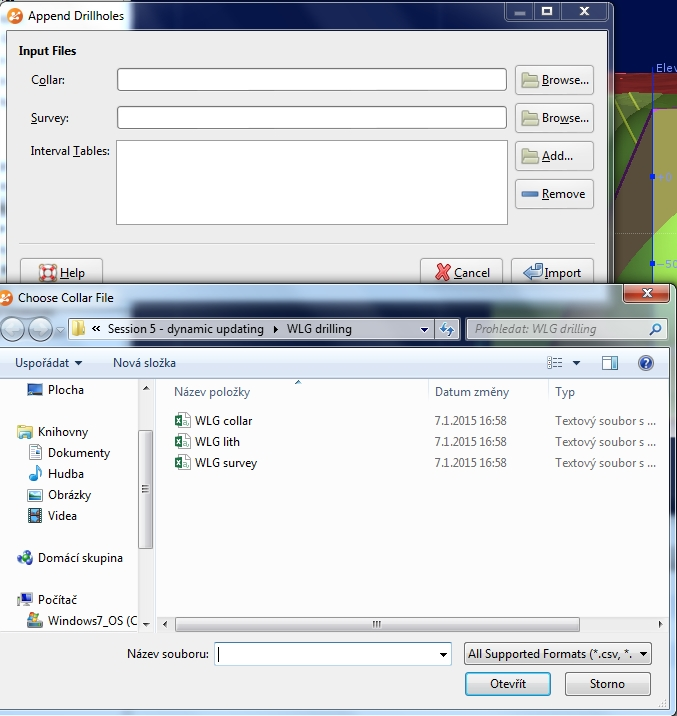 Append Drillholes
Input Files
Collar:
Browse...
Survey:
Browse...
Interval Tables:
Add...
Remove
Help
Cancel
Import
Elev
-50
Choose Collar File
« Session 5 - dynamic updating WLG drilling
Prohledat: WLG drilling
Uspořádat
Nová složka
Název položky
Datum změny
Typ
Plocha
Knihovny
Dokumenty
Hudba
Obrázky
Videa
Domácí skupina
Počítač
Windows7_OS (C
WLG collar
7.1.2015 16:58
Textový soubor s ...
WLG lith
7.1.2015 16:58
Textový soubor s ...
WLG survey
7.1.2015 16:58
Textový soubor s ...
Název souboru:
All Supported Formats (*.csv, *.
Otevřít
Storno